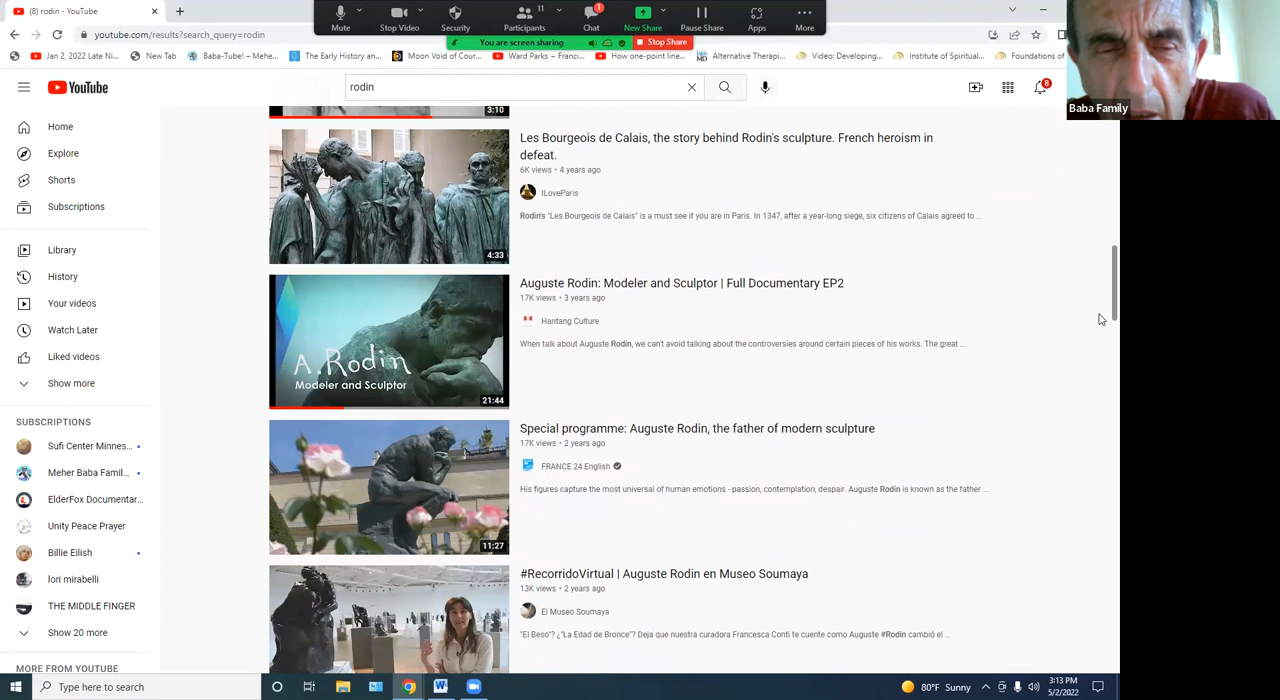 (8) rodin - YouTube
Mute
Stop Video
Security
Participants
11
Chat
1
New Share
Pause Share
Apps
More
youtube.com/results?search_query=rodin
You are screen sharing
Stop Share
Jan 2, 2022 Late Ni...
New Tab
Baba-Tube! – Mehe...
The Early History an...
Moon Void of Cour...
Ward Parks ~ Franci...
How one-point line...
Alternative Therapi...
Video: Developing...
Institute of Spiritual...
Foundations of
Baba Family
YouTube
rodin
8
Home
Explore
Shorts
Subscriptions
Library
History
Your videos
Watch Later
Liked videos
Show more
SUBSCRIPTIONS
Sufi Center Minnes...
Meher Baba Famil...
ElderFox Documentar...
Unity Peace Prayer
Billie Eilish
lori mirabelli
THE MIDDLE FINGER
Show 20 more
MORE FROM YOUTUBE
3:10
4:33
Les Bourgeois de Calais, the story behind Rodin's sculpture. French heroism in
defeat.
6K views • 4 years ago
ILoveParis
Rodin's "Les Bourgeois de Calais" is a must see if you are in Paris. In 1347, after a year-long siege, six citizens of Calais agreed to ...
A.Rodin
Modeler and Sculptor
21:44
Auguste Rodin: Modeler and Sculptor | Full Documentary EP2
17K views • 3 years ago
Hantang Culture
When talk about Auguste Rodin, we can't avoid talking about the controversies around certain pieces of his works. The great ...
11:27
Special programme: Auguste Rodin, the father of modern sculpture
17K views • 2 years ago
FRANCE 24 English
His figures capture the most universal of human emotions - passion, contemplation, despair. Auguste Rodin is known as the father ...
#RecorridoVirtual | Auguste Rodin en Museo Soumaya
13K views • 2 years ago
El Museo Soumaya
"El Beso"? ¿"La Edad de Bronce"? Deja que nuestra curadora Francesca Conti te cuente como Auguste #Rodin cambió el ...
Type here to search
80°F Sunny
3:13 PM
5/2/2022